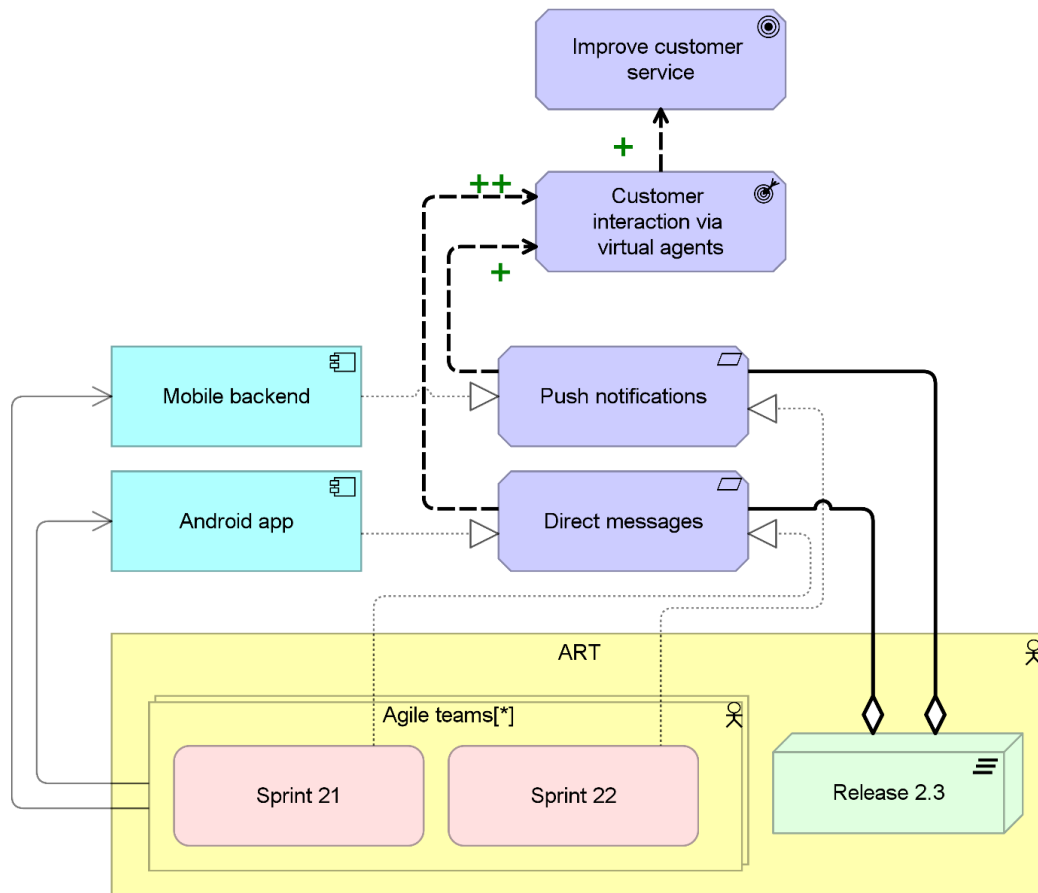 Improve customer
service
+
++
Customer
interaction via
virtual agents
+
Mobile backend
Push notifications
Android app
Direct messages
ART
Agile teams[*]
Sprint 21
Sprint 22
Release 2.3